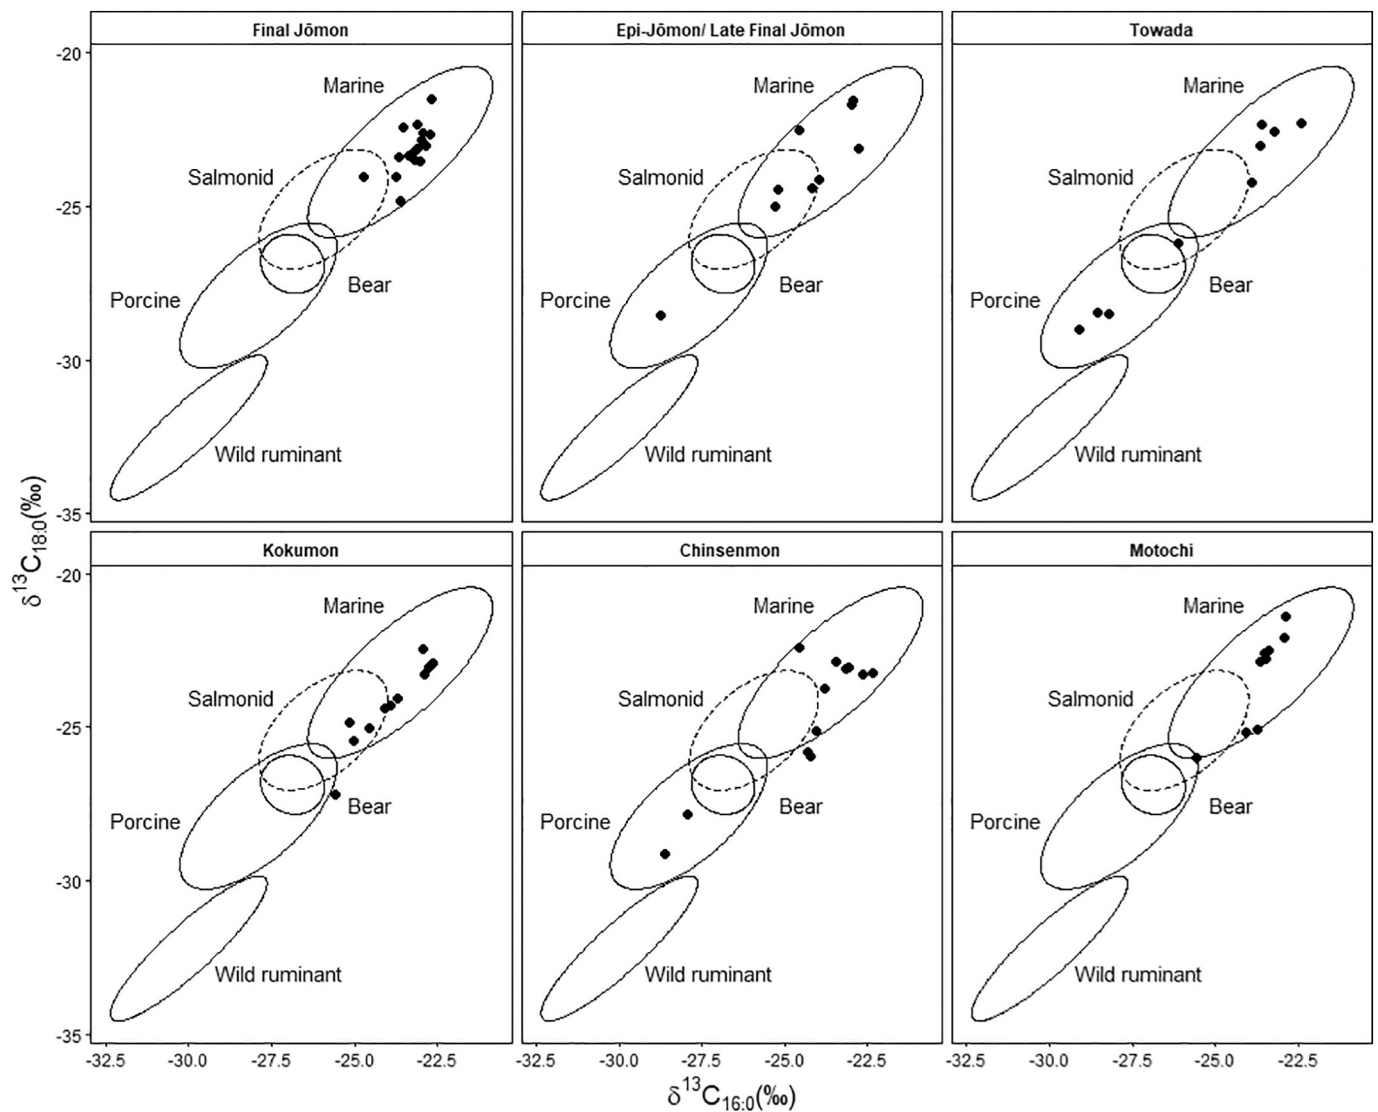 Final Jōmon
Epi-Jōmon/ Late Final Jōmon
Towada
-20
-25
-30
-35
Marine
Salmonid
Porcine
Bear
Wild ruminant
Marine
Salmonid
Porcine
Bear
Wild ruminant
Marine
Salmonid
Porcine
Bear
Wild ruminant
δ¹³C₁₈:₀(‰)
Kokumon
Chinsenmon
Motochi
-20
-25
-30
-35
Marine
Salmonid
Porcine
Bear
Wild ruminant
Marine
Salmonid
Porcine
Bear
Wild ruminant
Marine
Salmonid
Porcine
Bear
Wild ruminant
-32.5 -30.0 -27.5 -25.0 -22.5
-32.5 -30.0 -27.5 -25.0 -22.5
-32.5 -30.0 -27.5 -25.0 -22.5
δ¹³C₁₆:₀(‰)